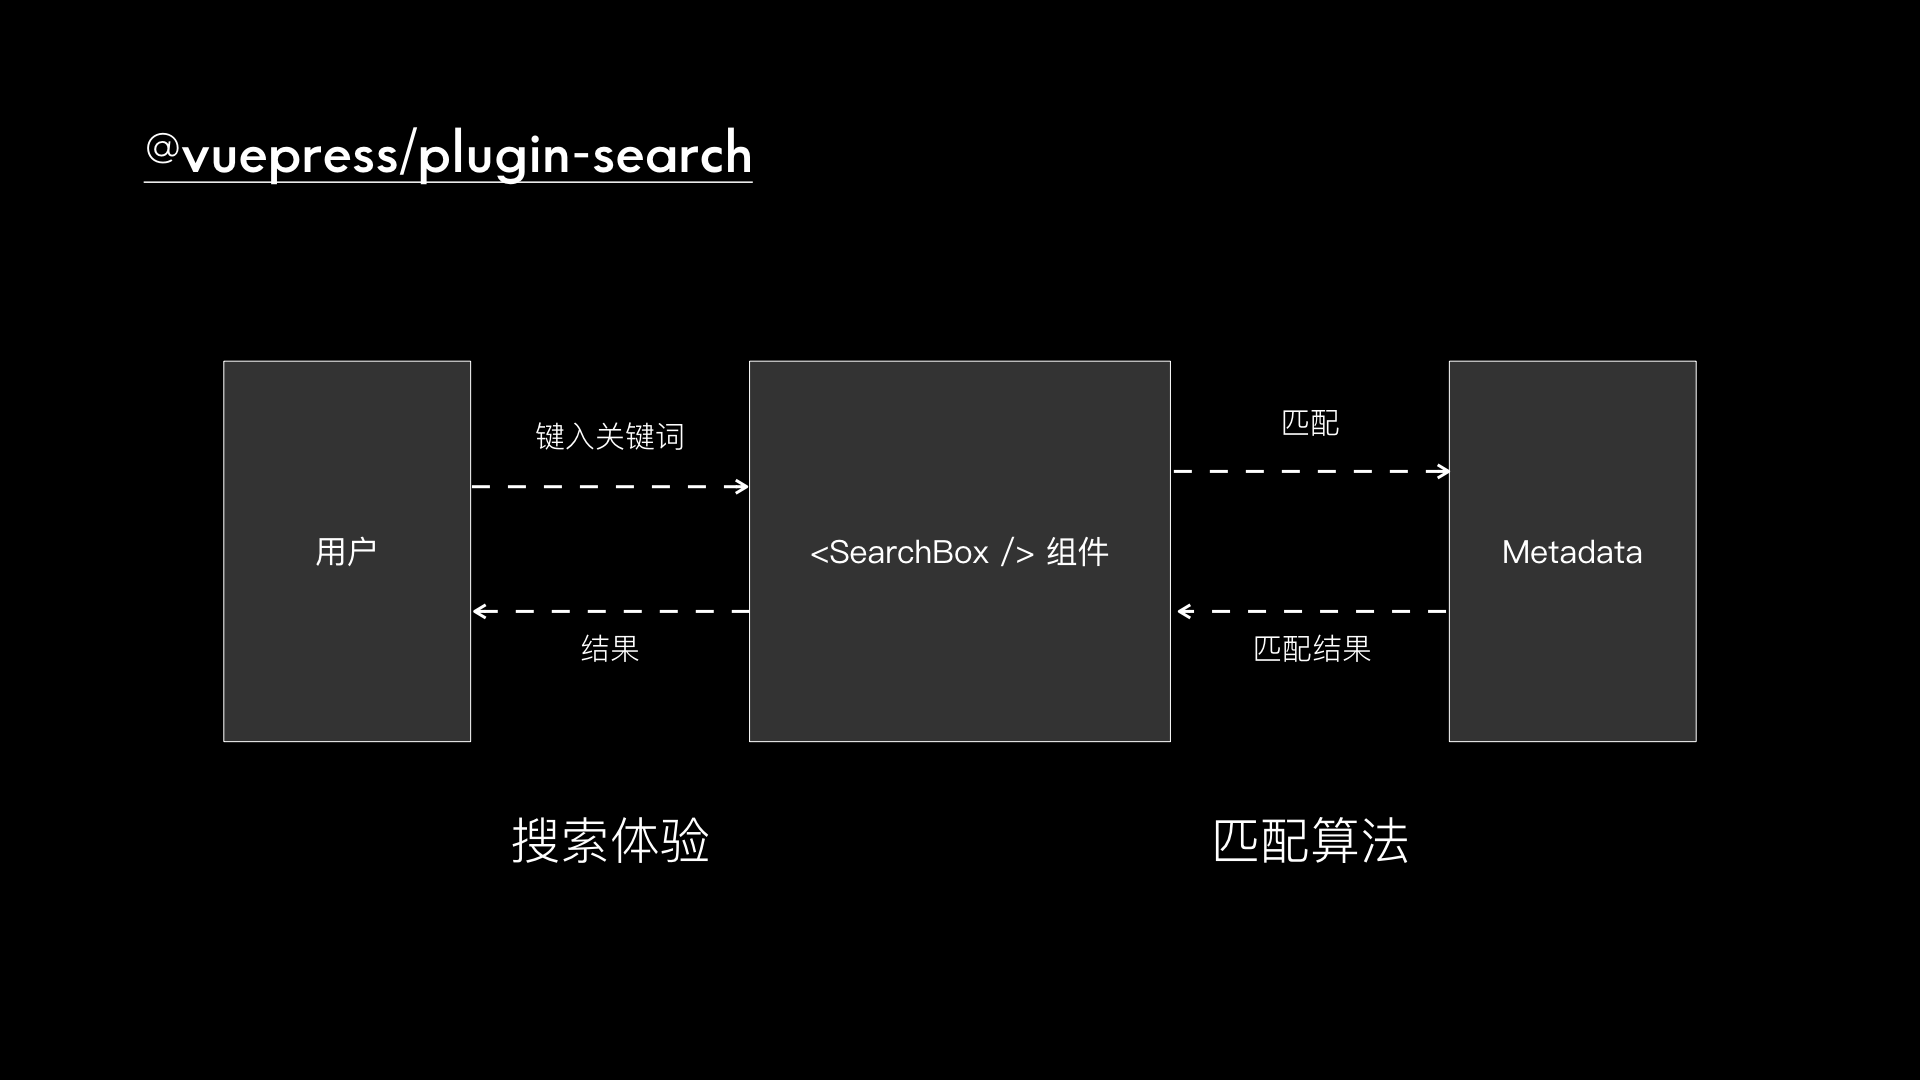 @vuepress/plugin-search
键入关键词
匹配
用户
<SearchBox /> 组件
Metadata
结果
匹配结果
搜索体验
匹配算法